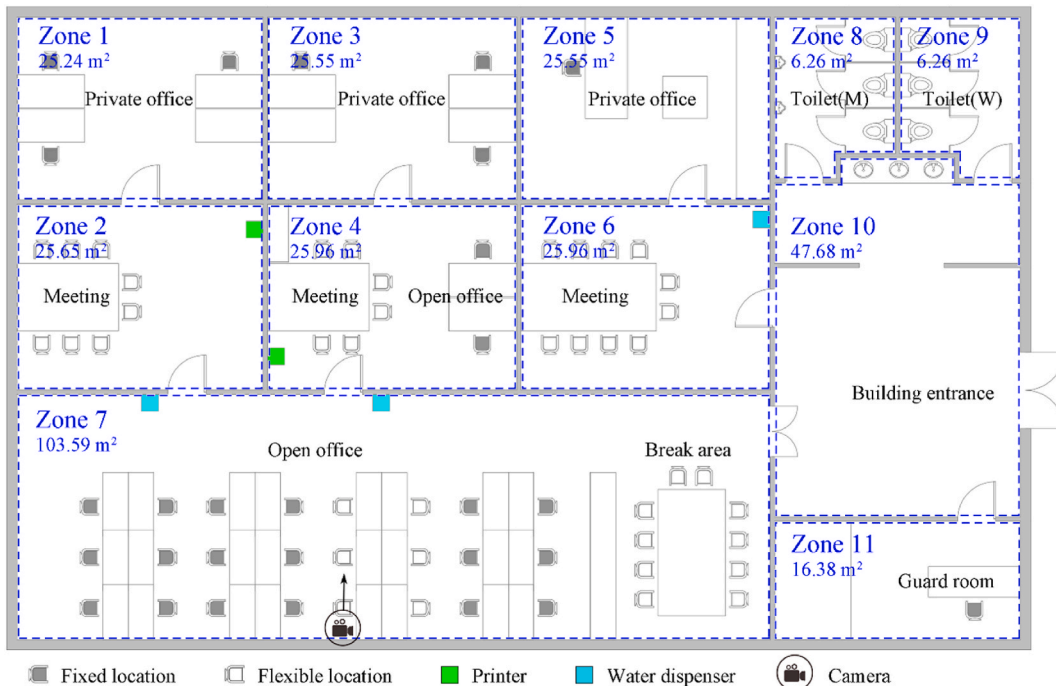 Zone 1
25.24 m²
Private office
Zone 3
25.55 m²
Private office
Zone 5
25.55 m²
Private office
Zone 8
6.26 m²
Toilet(M)
Zone 9
6.26 m²
Toilet(W)
Zone 2
25.65 m²
Meeting
Zone 4
25.96 m²
Meeting
Open office
Zone 6
25.96 m²
Meeting
Zone 10
47.68 m²
Building entrance
Zone 7
103.59 m²
Open office
Break area
Zone 11
16.38 m²
Guard room
Fixed location
Flexible location
Printer
Water dispenser
Camera